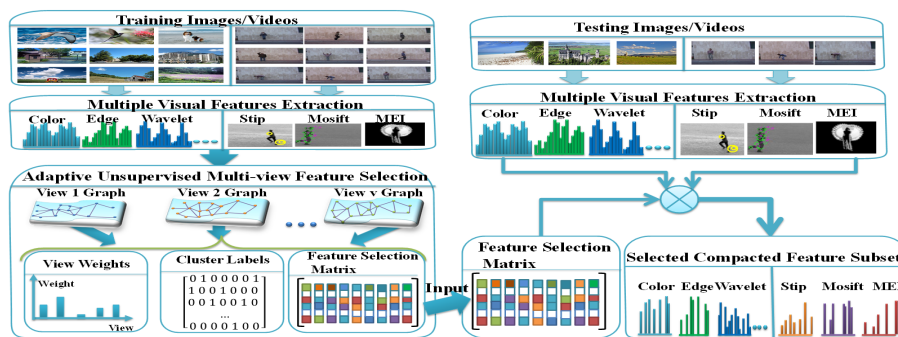 Training Images/Videos
Multiple Visual Features Extraction
Color Edge Wavelet Stip Mosift MEI
Adaptive Unsupervised Multi-view Feature Selection
View 1 Graph View 2 Graph View v Graph
View Weights
Weight
View
Cluster Labels
0 1 0 0 0 0 1
1 0 0 1 0 0 0
0 0 1 0 0 1 0
...
0 0 0 0 1 0 0
Feature Selection
Matrix
Input
Feature Selection
Matrix
Testing Images/Videos
Multiple Visual Features Extraction
Color Edge Wavelet Stip Mosift MEI
Selected Compacted Feature Subset
Color Edge Wavelet Stip Mosift MEI